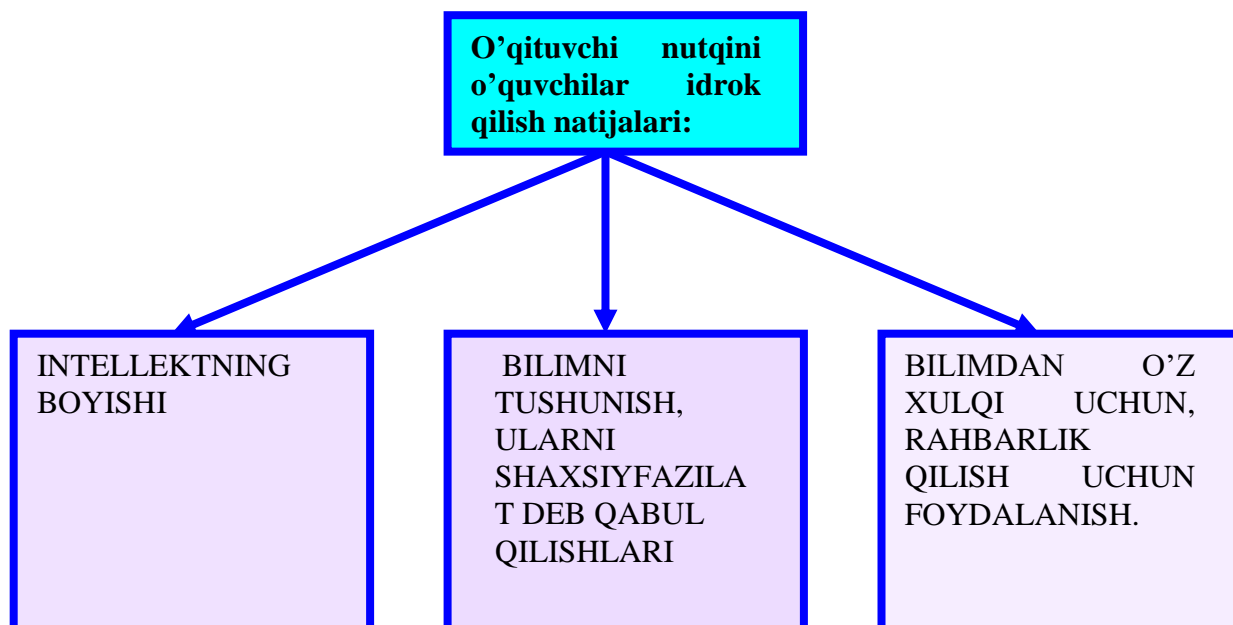 O’qituvchi nutqini
o’quvchilar idrok
qilish natijalari:
INTELLEKTNING
BOYISHI
BILIMNI
TUSHUNISH,
ULARNI
SHAXSIYFAZILA
T DEB QABUL
QILISHLARI
BILIMDAN O’Z
XULQI UCHUN,
RAHBARLIK
QILISH UCHUN
FOYDALANISH.